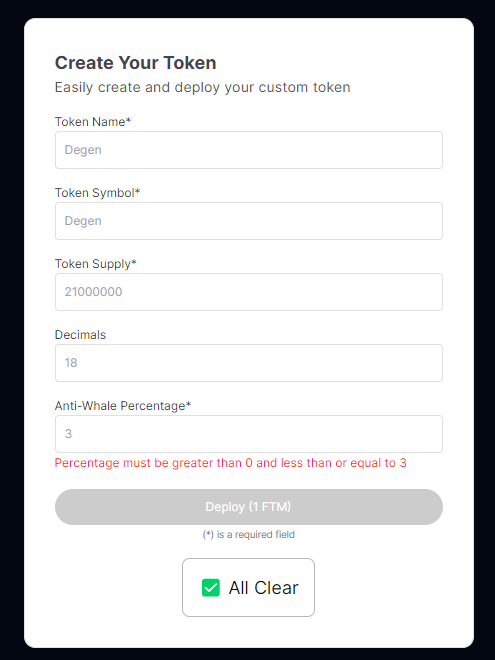 Create Your Token
Easily create and deploy your custom token
Token Name*
Degen
Token Symbol*
Degen
Token Supply*
21000000
Decimals
18
Anti-Whale Percentage*
3
Percentage must be greater than 0 and less than or equal to 3
Deploy (1 FTM)
(*) is a required field
All Clear